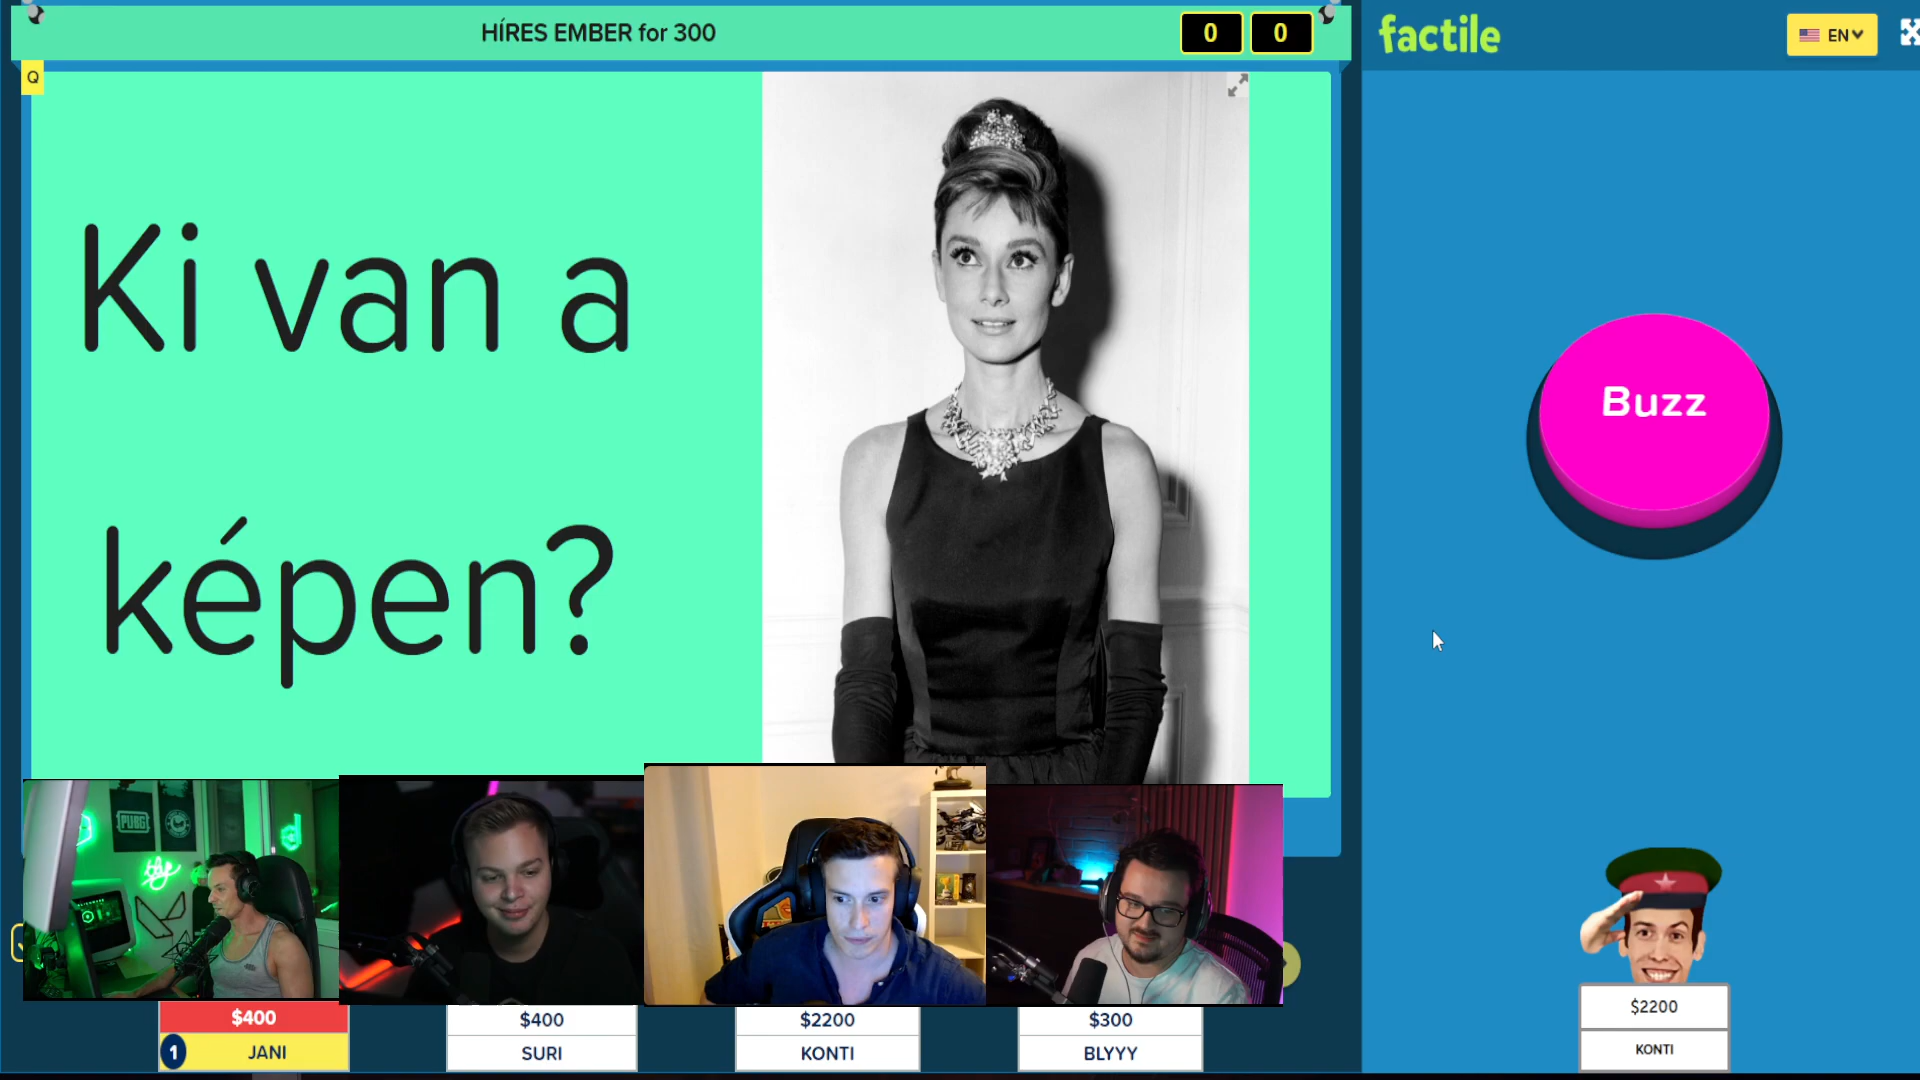 HÍRES EMBER for 300
0
0
factile
EN
Q
Ki van a
képen?
Buzz
PUBG
$400
1
JANI
$400
SURI
$2200
KONTI
$300
BLYYY
$2200
KONTI